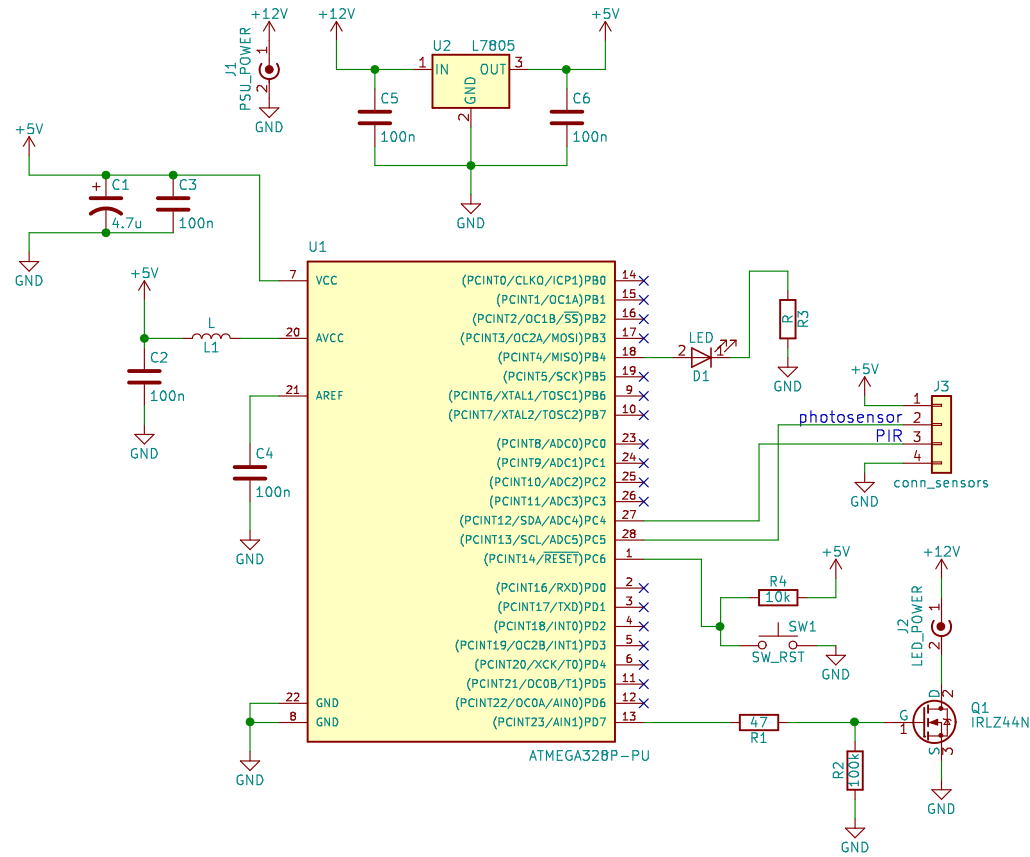 +12V
+12V
+5V
J1
PSU_POWER
1
2
GND
U2
L7805
1
IN
OUT
3
GND
2
C5
100n
C6
100n
GND
+5V
+
C1
4.7u
C3
100n
GND
+5V
L
L1
C2
100n
GND
C4
100n
GND
U1
7
VCC
20
AVCC
21
AREF
22
GND
8
GND
GND
(PCINT0/CLKO/ICP1)PB0
14
(PCINT1/OC1A)PB1
15
(PCINT2/OC1B/SS)PB2
16
(PCINT3/OC2A/MOSI)PB3
17
(PCINT4/MISO)PB4
18
(PCINT5/SCK)PB5
19
(PCINT6/XTAL1/TOSC1)PB6
9
(PCINT7/XTAL2/TOSC2)PB7
10
(PCINT8/ADC0)PC0
23
(PCINT9/ADC1)PC1
24
(PCINT10/ADC2)PC2
25
(PCINT11/ADC3)PC3
26
(PCINT12/SDA/ADC4)PC4
27
(PCINT13/SCL/ADC5)PC5
28
(PCINT14/RESET)PC6
1
(PCINT16/RXD)PD0
2
(PCINT17/TXD)PD1
3
(PCINT18/INT0)PD2
4
(PCINT19/OC2B/INT1)PD3
5
(PCINT20/XCK/T0)PD4
6
(PCINT21/OC0B/T1)PD5
11
(PCINT22/OC0A/AIN0)PD6
12
(PCINT23/AIN1)PD7
13
ATMEGA328P-PU
LED
2
1
D1
R
R3
GND
+5V
J3
1
photosensor
2
PIR
3
4
conn_sensors
GND
+5V
R4
10k
SW1
SW_RST
GND
+12V
J2
LED_POWER
1
2
47
R1
R2
100k
GND
D
2
G
1
S
3
Q1
IRLZ44N
GND